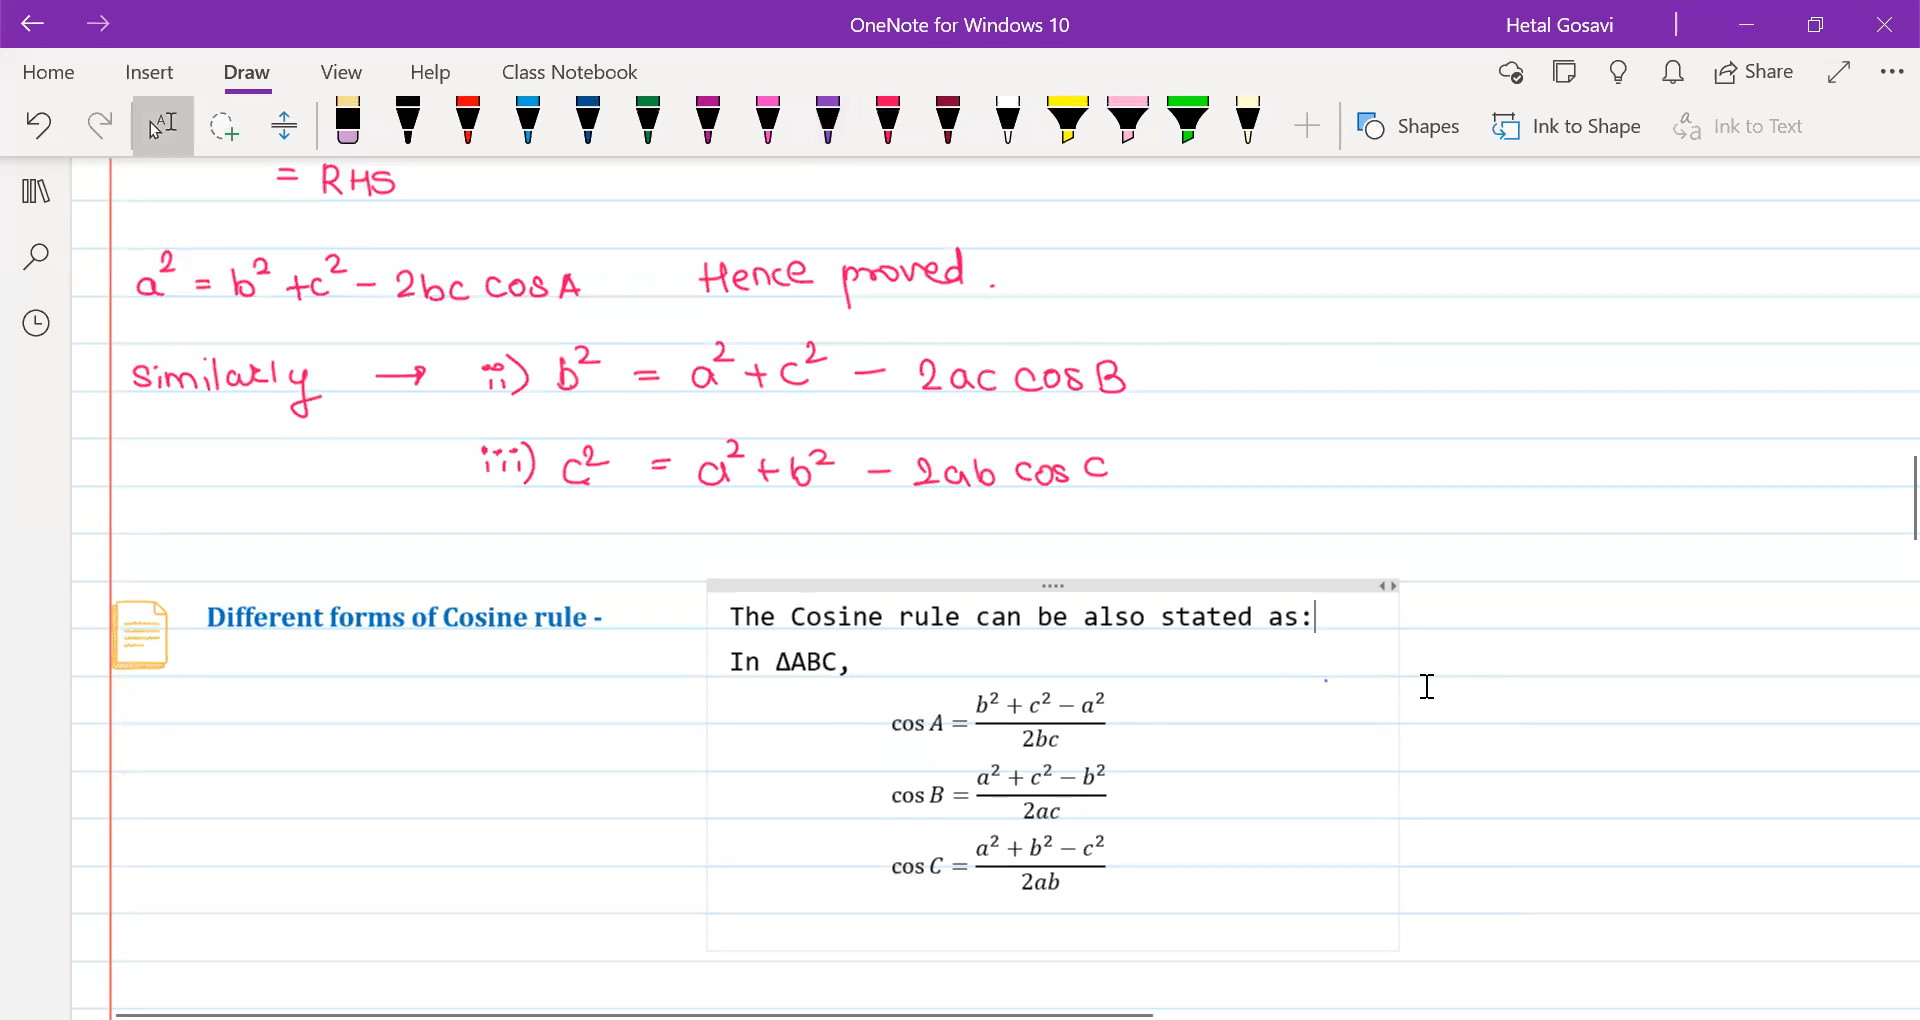 OneNote for Windows 10
Hetal Gosavi
Home Insert Draw View Help Class Notebook Share
Shapes Ink to Shape Ink to Text
= RHS
a² = b² + c² - 2bc cos A Hence proved.
Similarly → ii) b² = a² + c² - 2ac cos B
iii) c² = a² + b² - 2ab cos C
Different forms of Cosine rule -
The Cosine rule can be also stated as:
In ΔABC,
cos A = (b² + c² − a²)/2bc
cos B = (a² + c² − b²)/2ac
cos C = (a² + b² − c²)/2ab